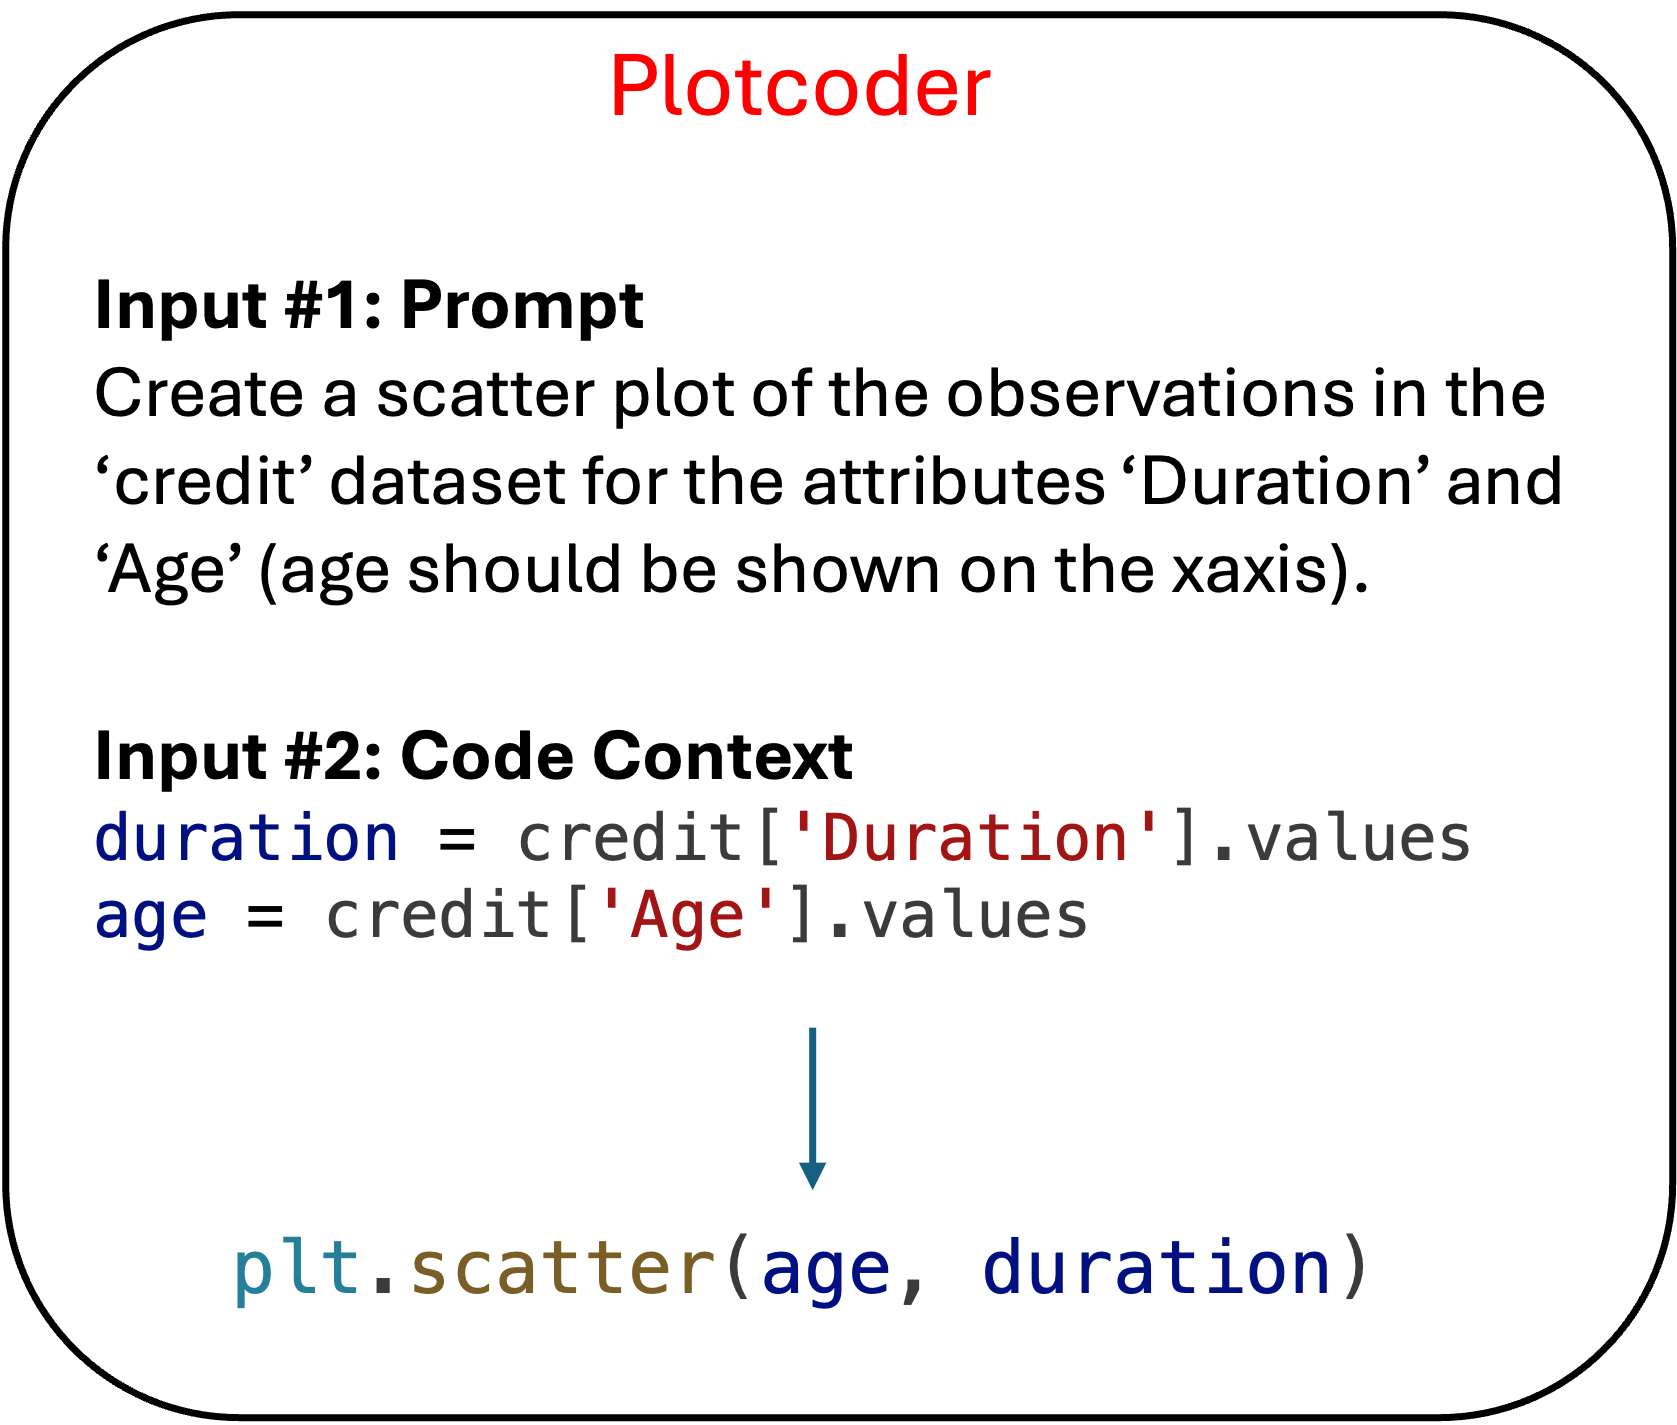 Plotcoder
Input #1: Prompt
Create a scatter plot of the observations in the
‘credit’ dataset for the attributes ‘Duration’ and
‘Age’ (age should be shown on the xaxis).
Input #2: Code Context
duration = credit['Duration'].values
age = credit['Age'].values
plt.scatter(age, duration)